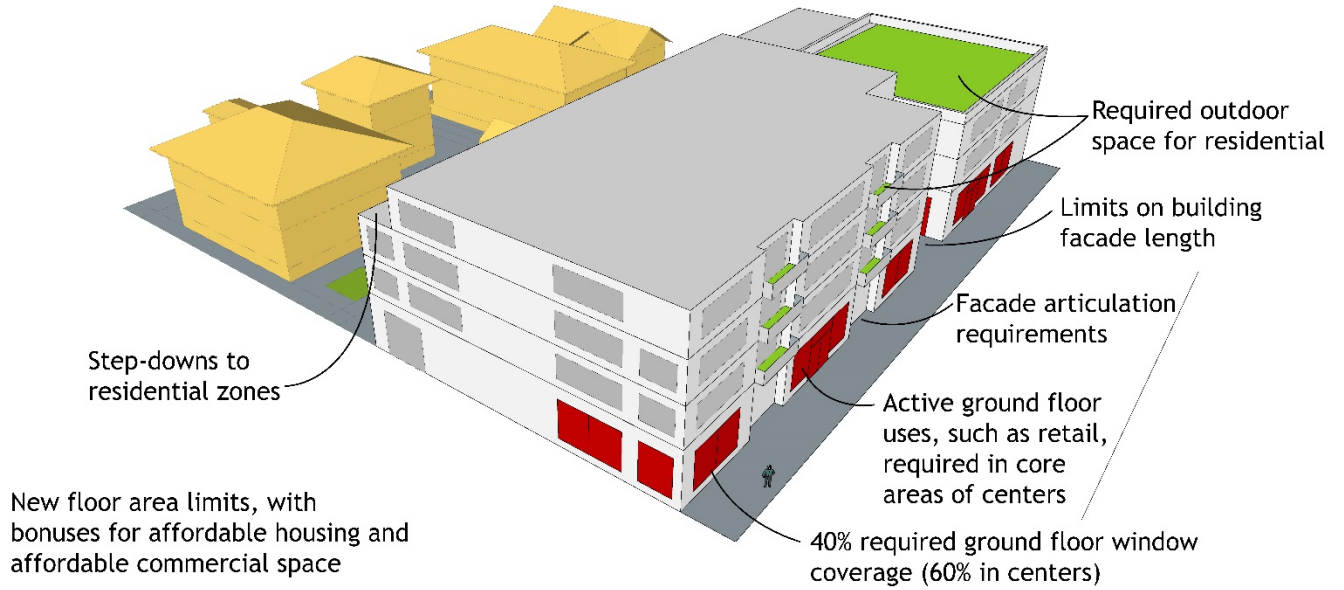 Required outdoor
space for residential
Limits on building
facade length
Facade articulation
requirements
Step-downs to
residential zones
Active ground floor
uses, such as retail,
required in core
areas of centers
New floor area limits, with
bonuses for affordable housing and
affordable commercial space
40% required ground floor window
coverage (60% in centers)